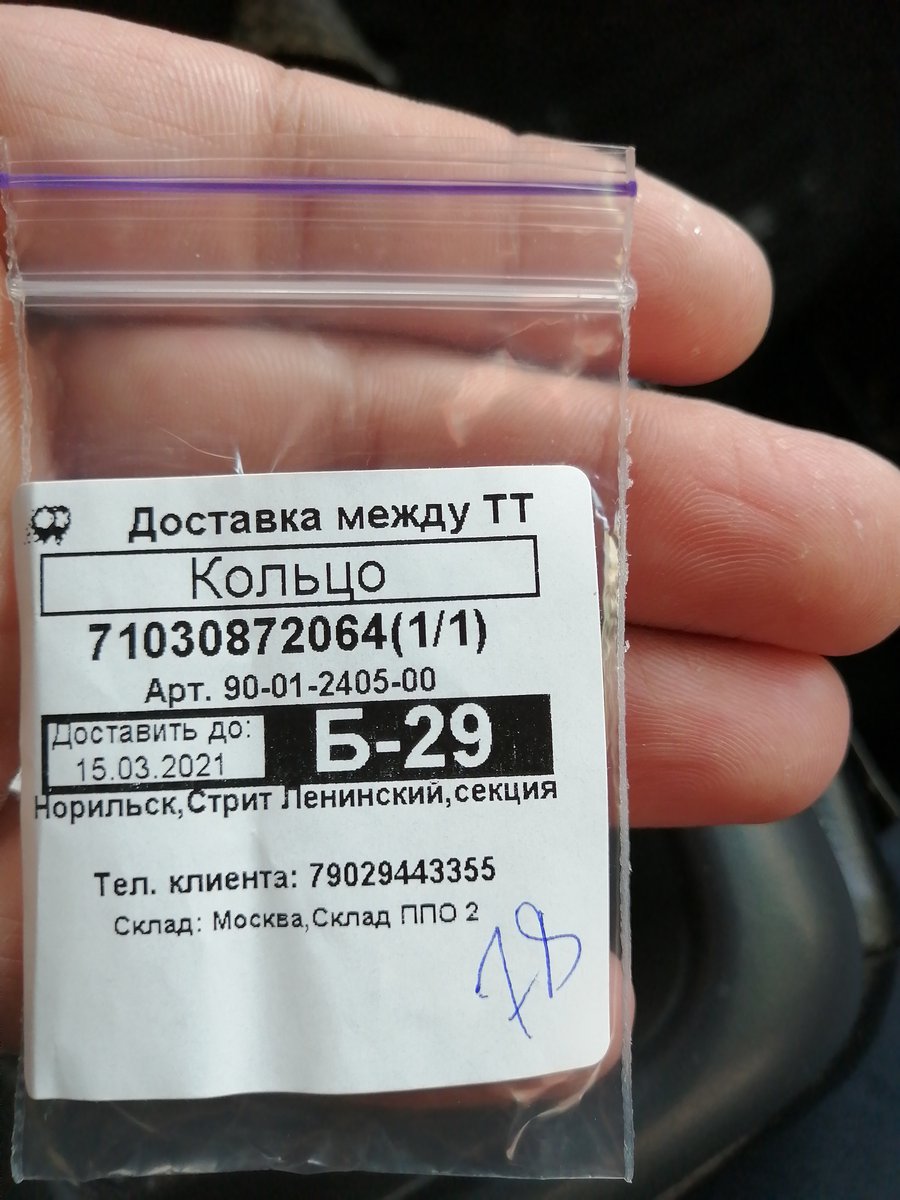 Доставка между ТТ
Кольцо
71030872064(1/1)
Арт. 90-01-2405-00
Доставить до:
15.03.2021
Б-29
Норильск,Стрит Ленинский,секция
Тел. клиента: 79029443355
Склад: Москва,Склад ППО 2
78